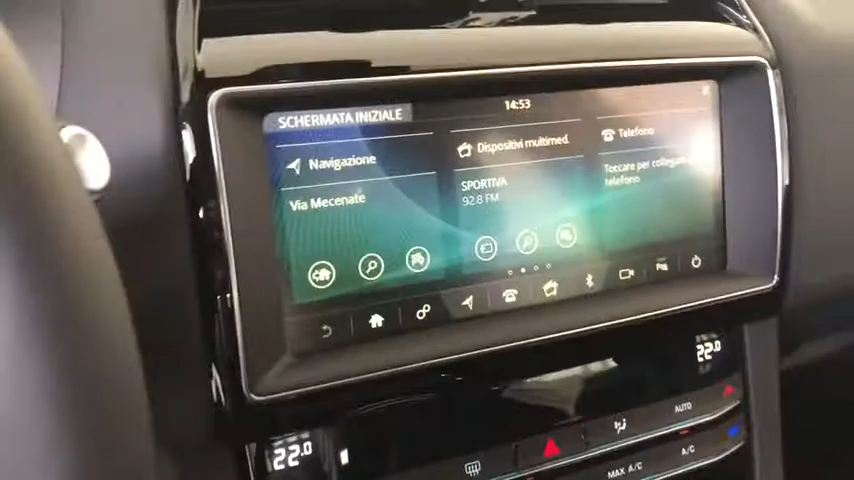 14:53
SCHERMATA INIZIALE
Navigazione
Via Mecenate
Dispositivi multimed.
SPORTIVA
92.8 FM
Telefono
Toccare per collegare
telefono.
22.0
22.0
AUTO
A/C
MAX A/C